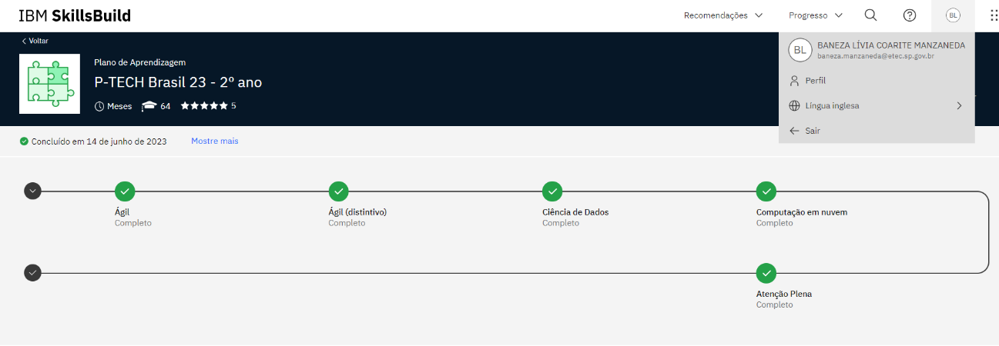 IBM SkillsBuild
Recomendações
Progresso
BL
Voltar
Plano de Aprendizagem
P-TECH Brasil 23 - 2º ano
Meses
64
5
BL
BANEZA LÍVIA COARITE MANZANEDA
baneza.manzaneda@etec.sp.gov.br
Perfil
Língua inglesa
Sair
Concluído em 14 de junho de 2023
Mostre mais
Ágil
Completo
Ágil (distintivo)
Completo
Ciência de Dados
Completo
Computação em nuvem
Completo
Atenção Plena
Completo